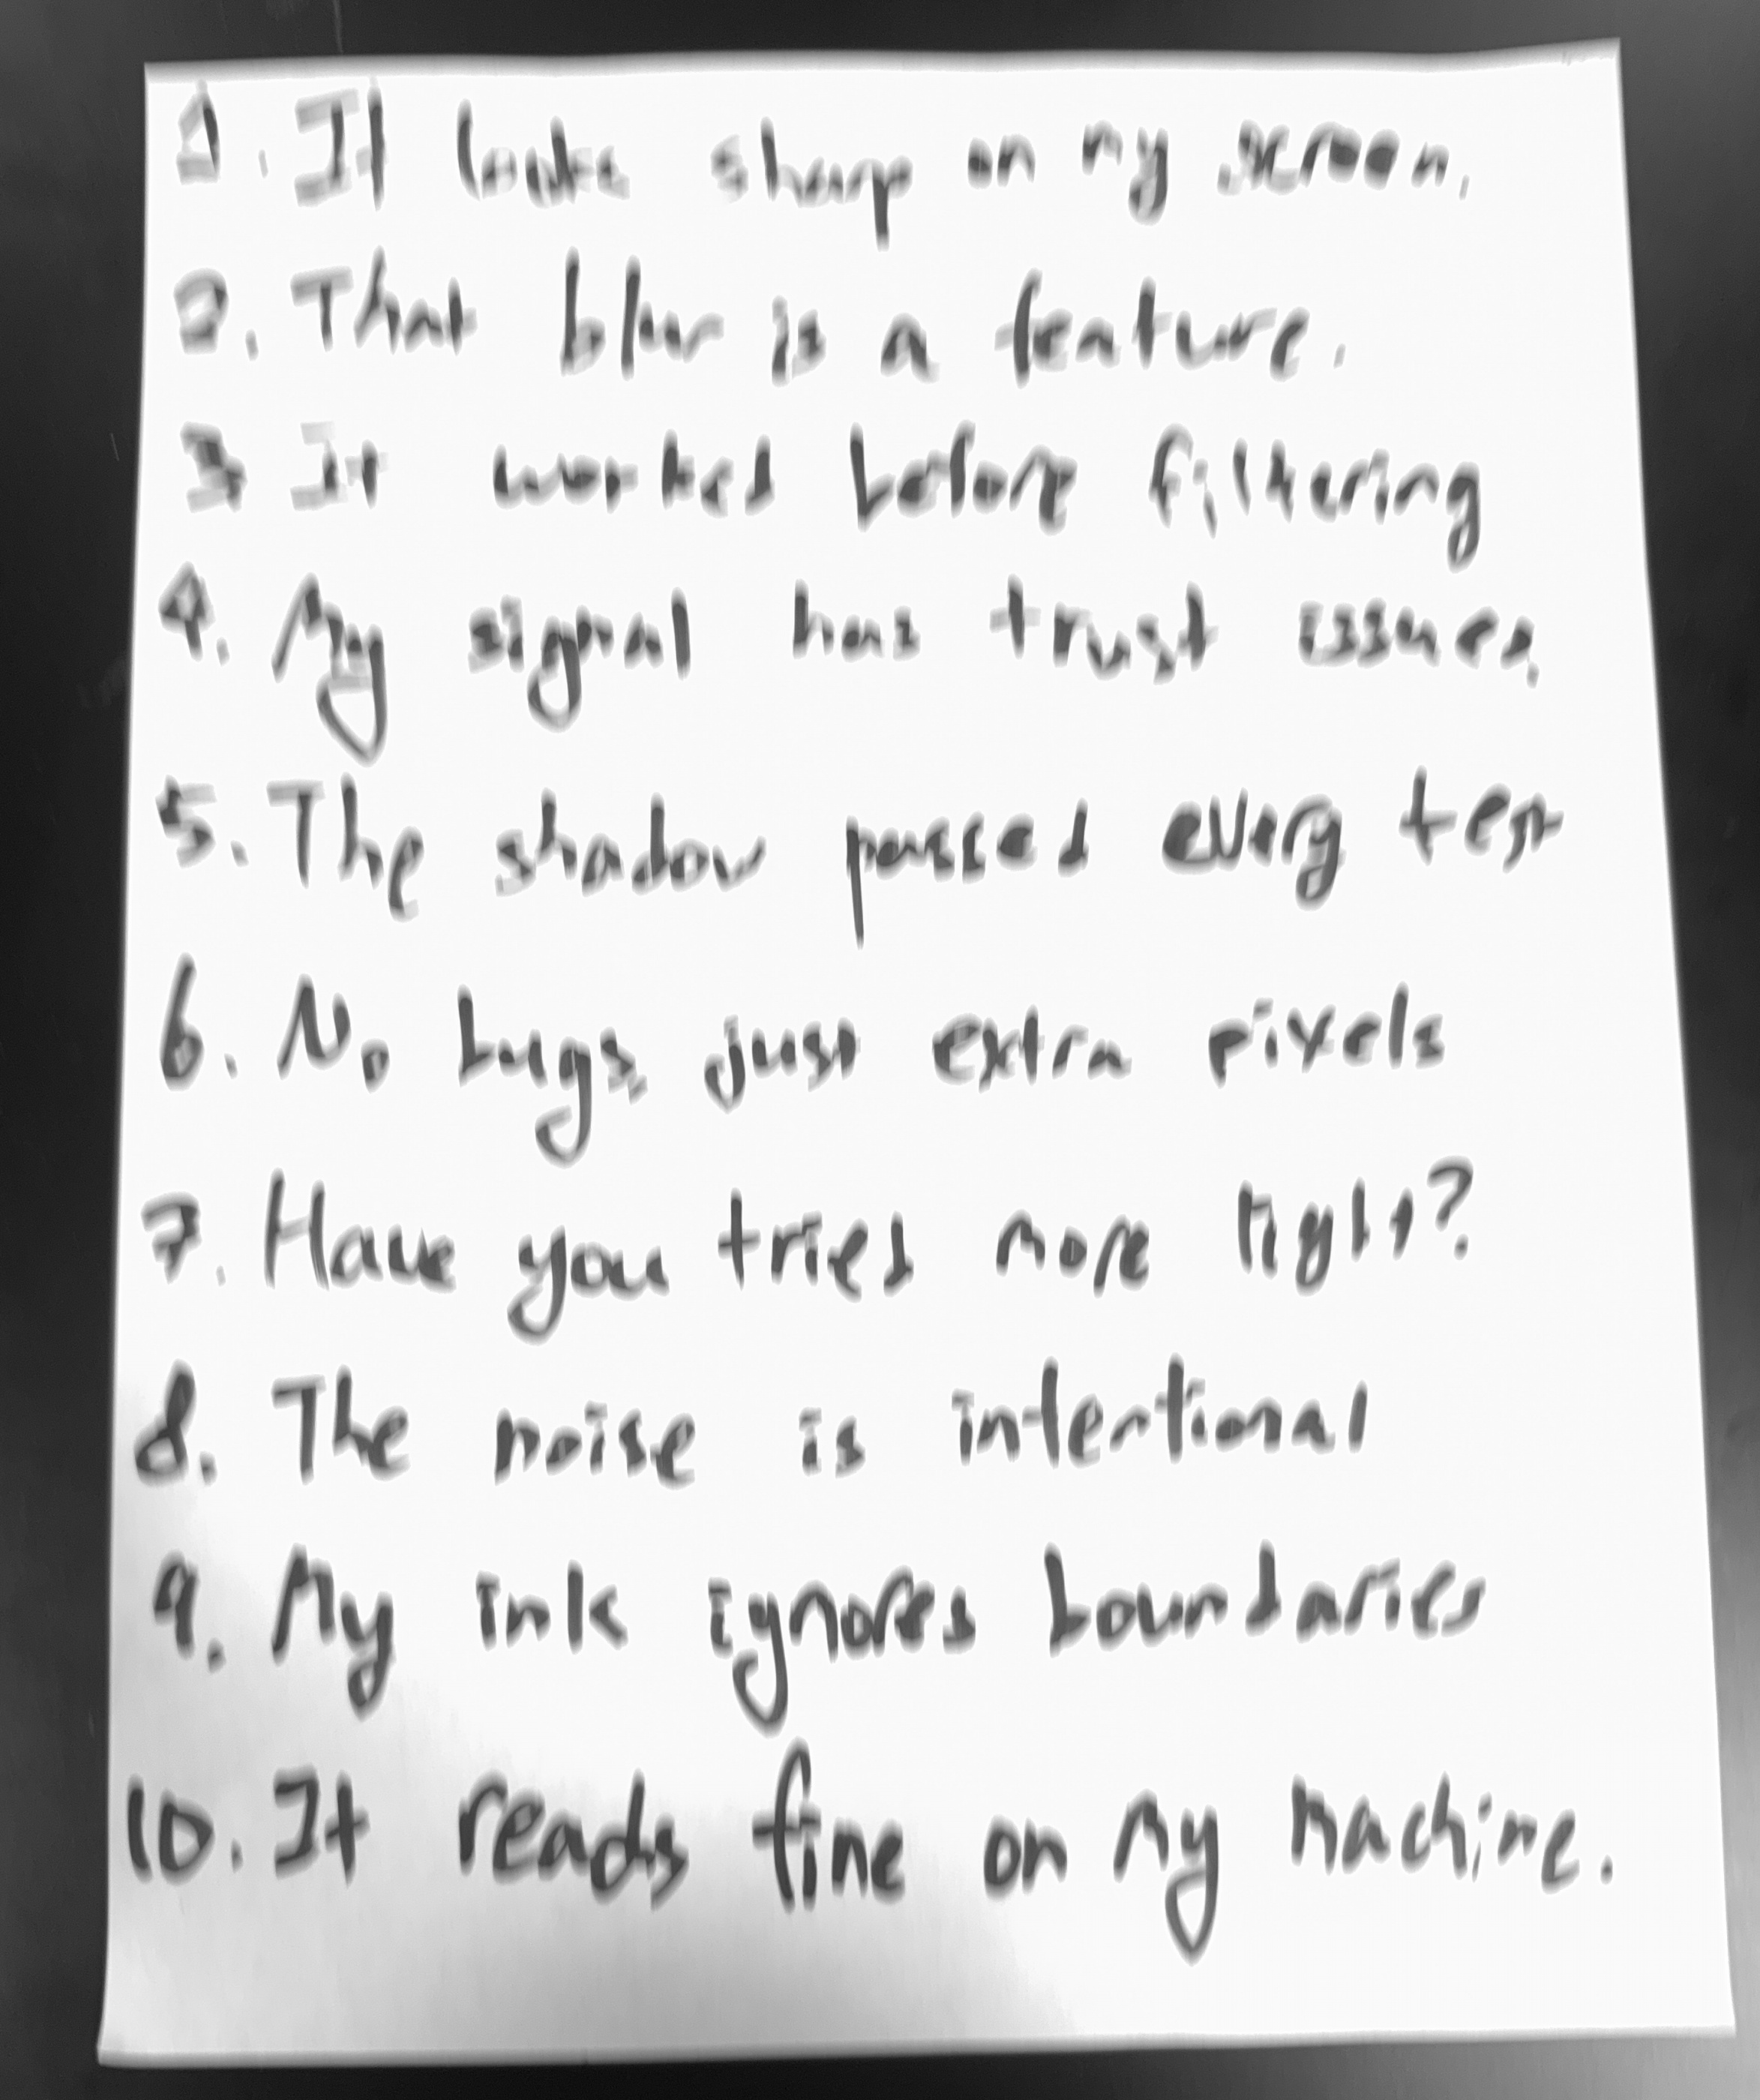 1. It looks sharp on my screen.
2. That blur is a feature.
3. It worked before filtering
4. My signal has trust issues.
5. The shadow passed every test
6. No bugs, just extra pixels
7. Have you tried more light?
8. The noise is intentional
9. My ink ignores boundaries
10. It reads fine on my machine.